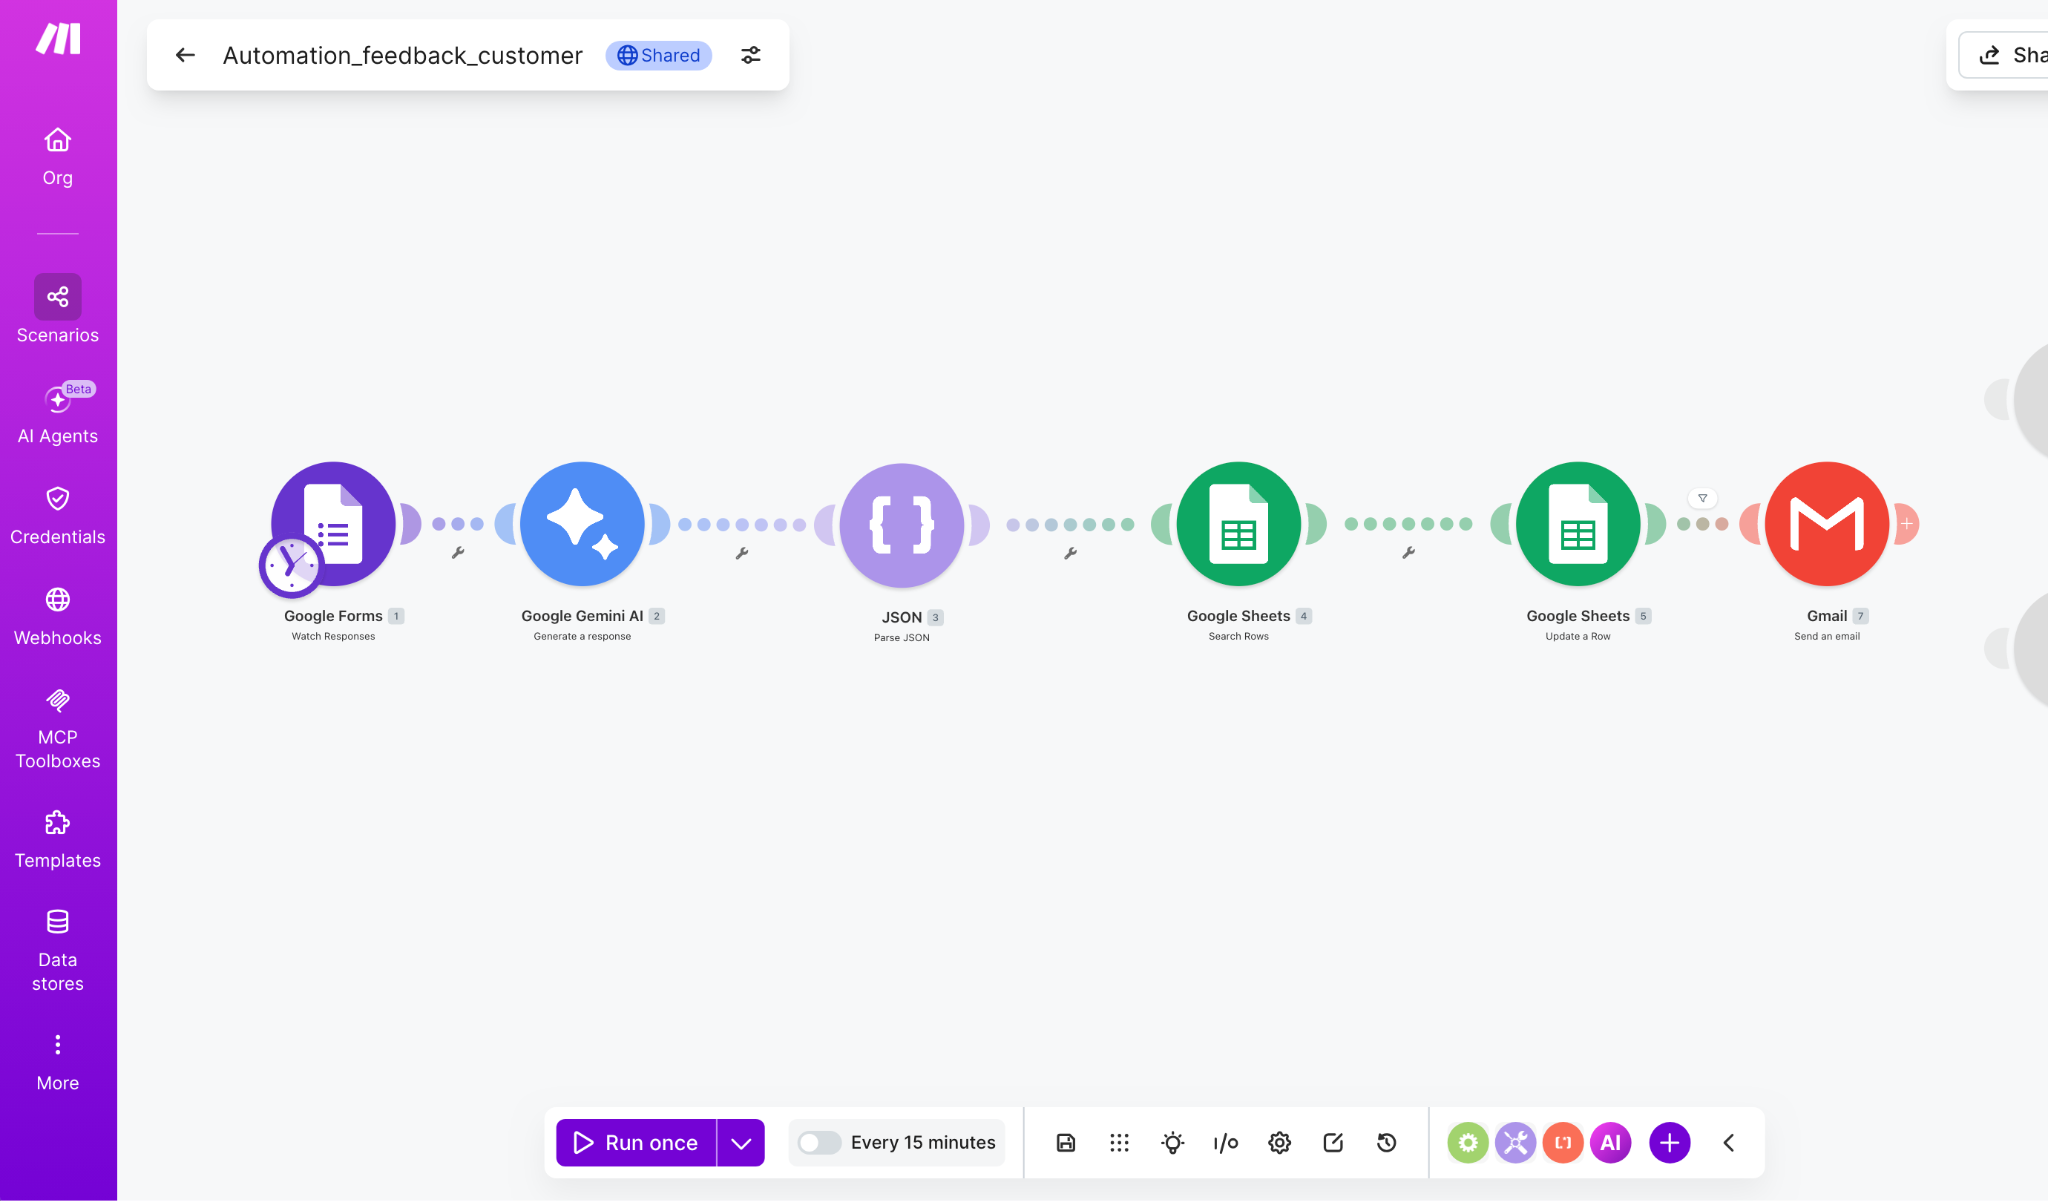 Automation_feedback_customer
Shared
Sha
Org
Scenarios
Beta
AI Agents
Credentials
Webhooks
MCP
Toolboxes
Templates
Data
stores
More
Google Forms 1
Watch Responses
Google Gemini AI 2
Generate a response
JSON 3
Parse JSON
Google Sheets 4
Search Rows
Google Sheets 5
Update a Row
Gmail 7
Send an email
Run once
Every 15 minutes
AI